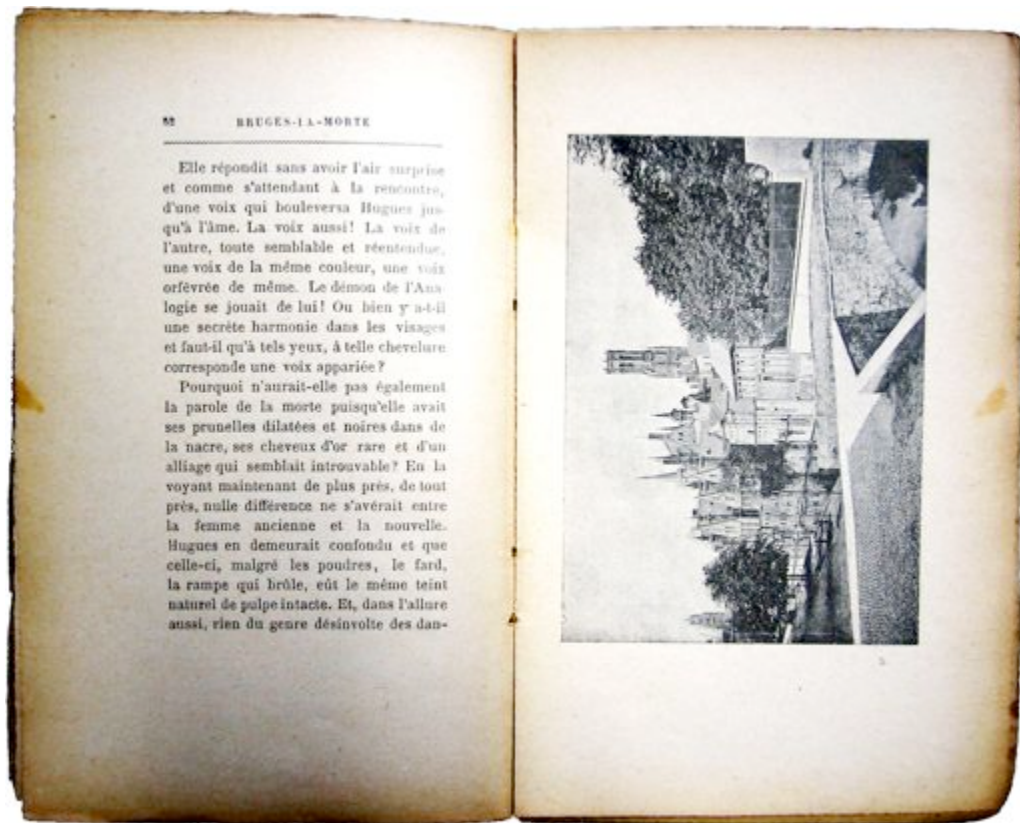 52 BRUGES-LA-MORTE
Elle répondit sans avoir l'air surprise
et comme s'attendant à la rencontre,
d'une voix qui bouleversa Hugues jus-
qu'à l'âme. La voix aussi! La voix de
l'autre, toute semblable et réentendue,
une voix de la même couleur, une voix
orfévrée de même. Le démon de l'Ana-
logie se jouait de lui! Ou bien y a-t-il
une secrète harmonie dans les visages
et faut-il qu'à tels yeux, à telle chevelure
corresponde une voix appariée?
Pourquoi n'aurait-elle pas également
la parole de la morte puisqu'elle avait
ses prunelles dilatées et noires dans de
la nacre, ses cheveux d'or rare et d'un
alliage qui semblait introuvable? En la
voyant maintenant de plus près, de tout
près, nulle différence ne s'avérait entre
la femme ancienne et la nouvelle.
Hugues en demeurait confondu et que
celle-ci, malgré les poudres, le fard,
la rampe qui brûle, eût le même teint
naturel de pulpe intacte. Et, dans l'allure
aussi, rien du genre désinvolte des dan-